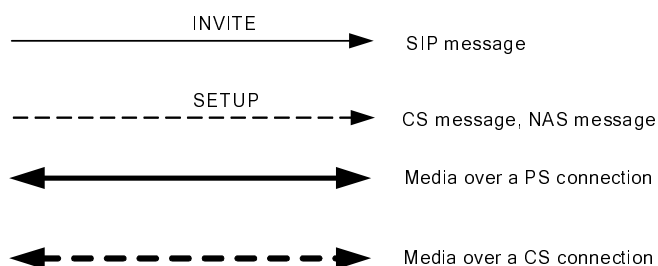 INVITE
SIP message
SETUP
CS message, NAS message
Media over a PS connection
Media over a CS connection